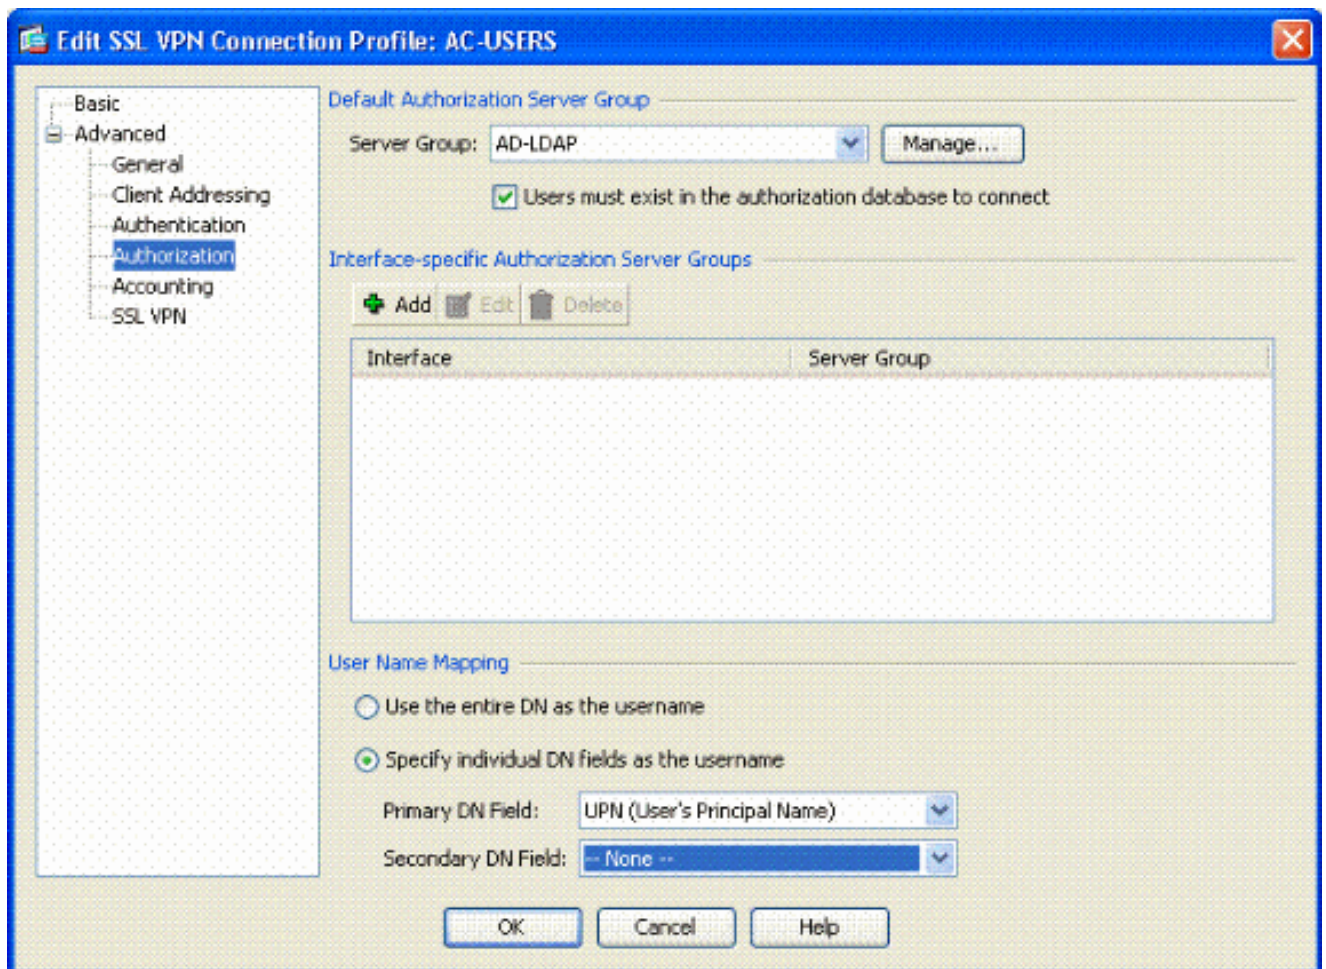 Edit SSL VPN Connection Profile: AC-USERS
Basic
Advanced
General
Client Addressing
Authentication
Authorization
Accounting
SSL VPN
Default Authorization Server Group
Server Group: AD-LDAP Manage...
Users must exist in the authorization database to connect
Interface-specific Authorization Server Groups
Add Edit Delete
Interface Server Group
User Name Mapping
Use the entire DN as the username
Specify individual DN fields as the username
Primary DN Field: UPN (User's Principal Name)
Secondary DN Field: -- None --
OK Cancel Help